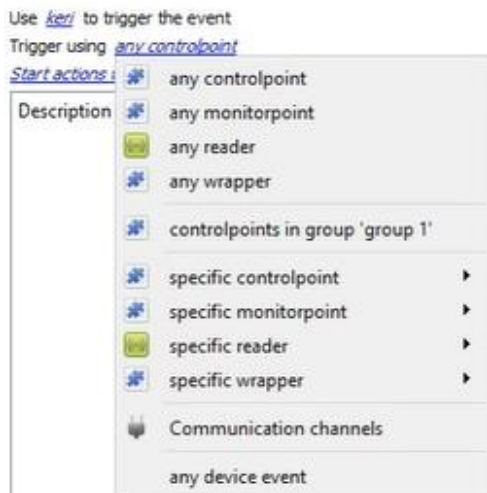 Use keri to trigger the event
Trigger using any controlpoint
Start actions
any controlpoint
Description
any monitorpoint
any reader
any wrapper
controlpoints in group 'group 1'
specific controlpoint
specific monitorpoint
specific reader
specific wrapper
Communication channels
any device event